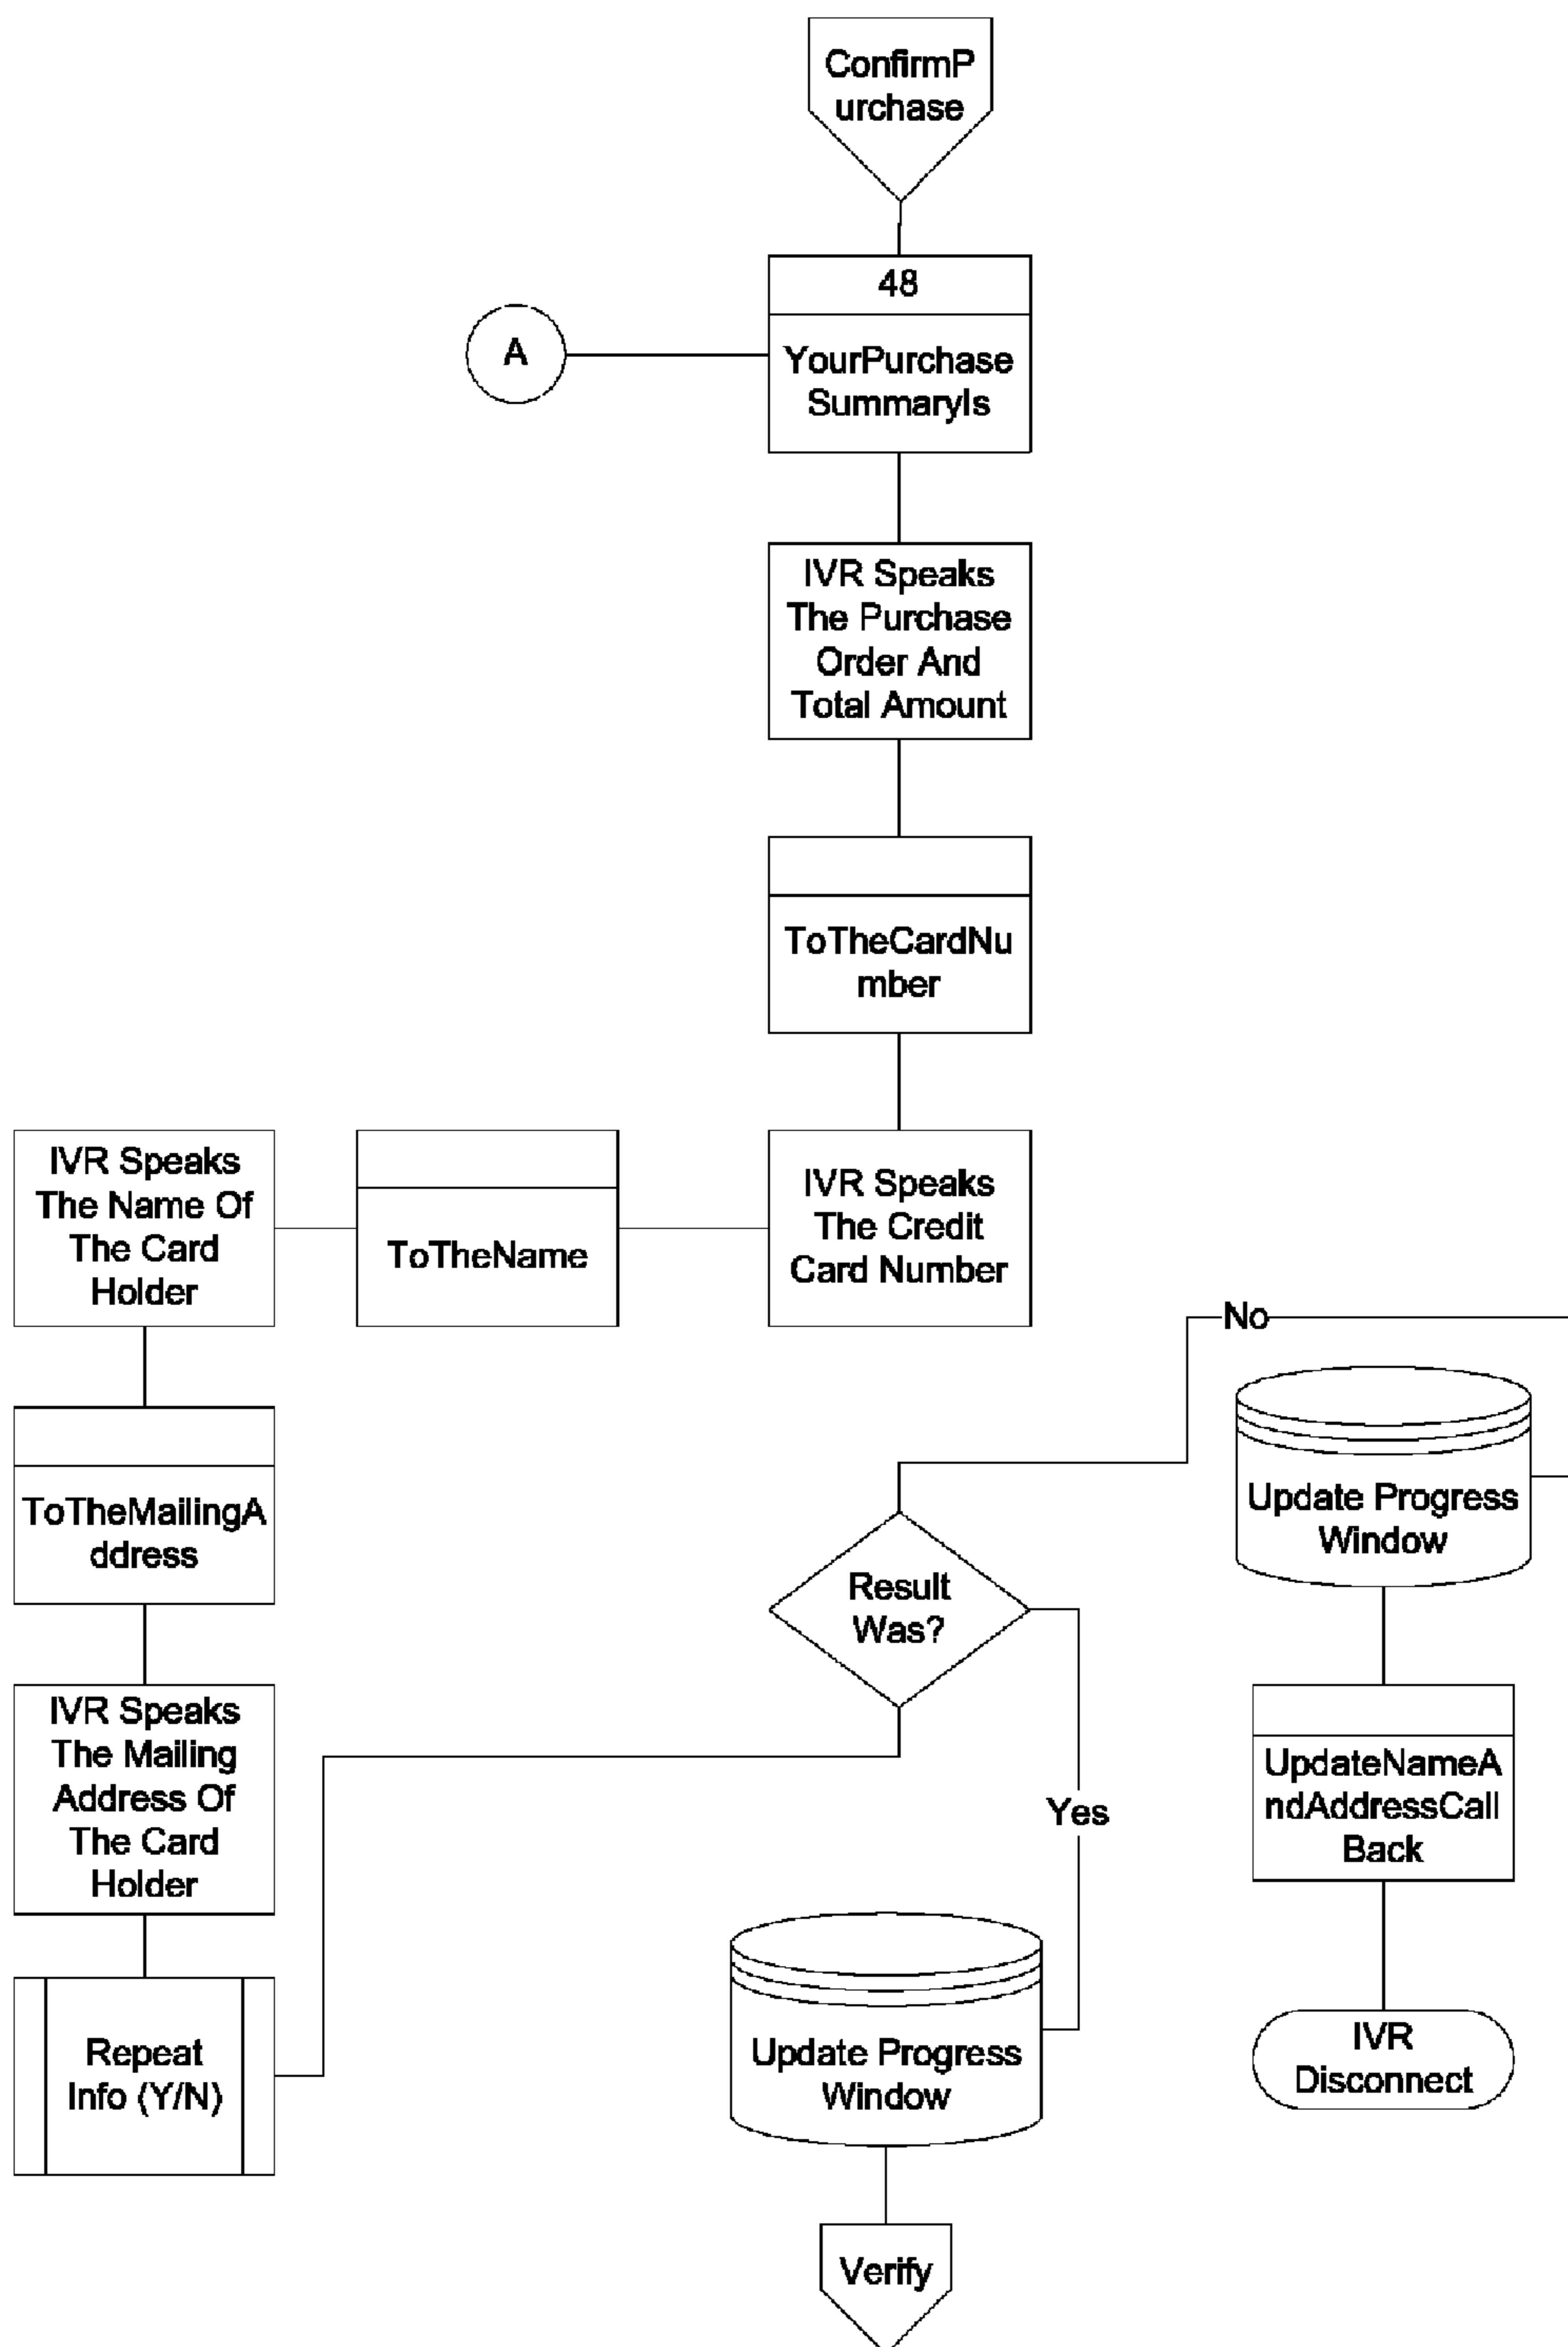 ConfirmP
urchase
48
A
YourPurchase
SummaryIs
IVR Speaks
The Purchase
Order And
Total Amount
ToTheCardNu
mber
IVR Speaks
The Credit
Card Number
ToTheName
IVR Speaks
The Name Of
The Card
Holder
ToTheMailingA
ddress
IVR Speaks
The Mailing
Address Of
The Card
Holder
Repeat
Info (Y/N)
Result
Was?
No
Update Progress
Window
UpdateNameA
ndAddressCall
Back
IVR
Disconnect
Yes
Update Progress
Window
Verify